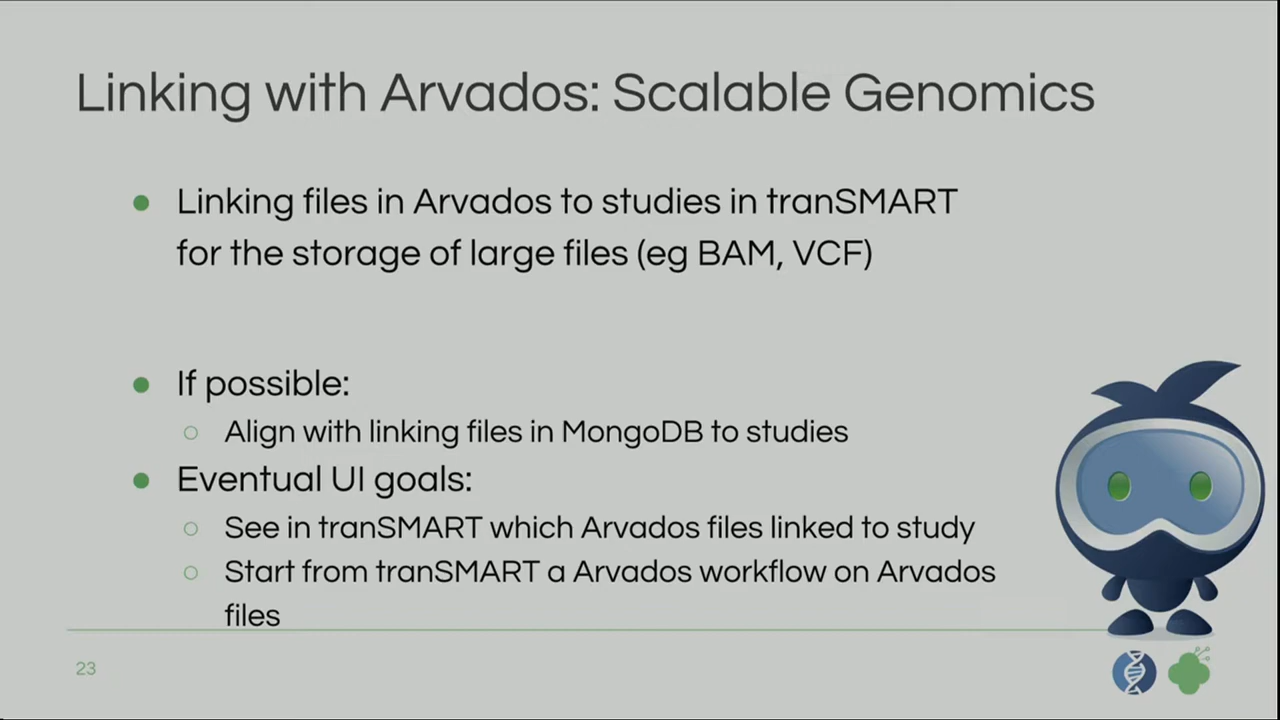 Linking with Arvados: Scalable Genomics
● Linking files in Arvados to studies in tranSMART
for the storage of large files (eg BAM, VCF)
● If possible:
○ Align with linking files in MongoDB to studies
● Eventual UI goals:
○ See in tranSMART which Arvados files linked to study
○ Start from tranSMART a Arvados workflow on Arvados
files
23